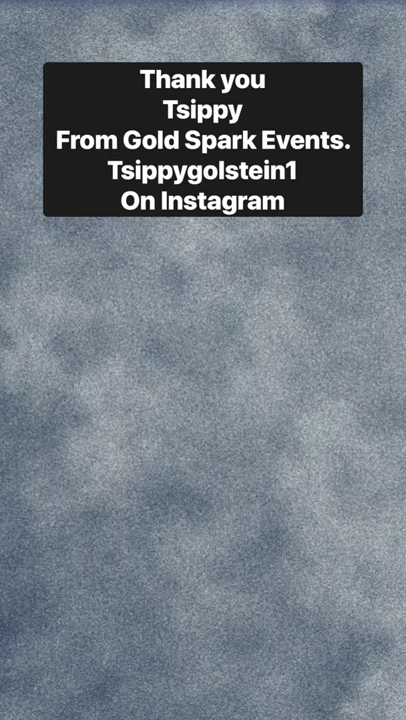 Thank you
Tsippy
From Gold Spark Events.
Tsippygolstein1
On Instagram